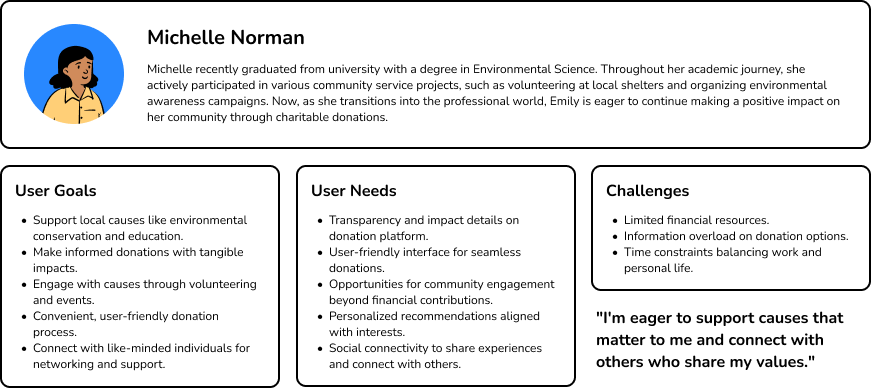 Michelle Norman
Michelle recently graduated from university with a degree in Environmental Science. Throughout her academic journey, she
actively participated in various community service projects, such as volunteering at local shelters and organizing environmental
awareness campaigns. Now, as she transitions into the professional world, Emily is eager to continue making a positive impact on
her community through charitable donations.
User Goals
• Support local causes like environmental
conservation and education.
• Make informed donations with tangible
impacts.
• Engage with causes through volunteering
and events.
• Convenient, user-friendly donation
process.
• Connect with like-minded individuals for
networking and support.
User Needs
• Transparency and impact details on
donation platform.
• User-friendly interface for seamless
donations.
• Opportunities for community engagement
beyond financial contributions.
• Personalized recommendations aligned
with interests.
• Social connectivity to share experiences
and connect with others.
Challenges
• Limited financial resources.
• Information overload on donation options.
• Time constraints balancing work and
personal life.
"I'm eager to support causes that
matter to me and connect with
others who share my values."